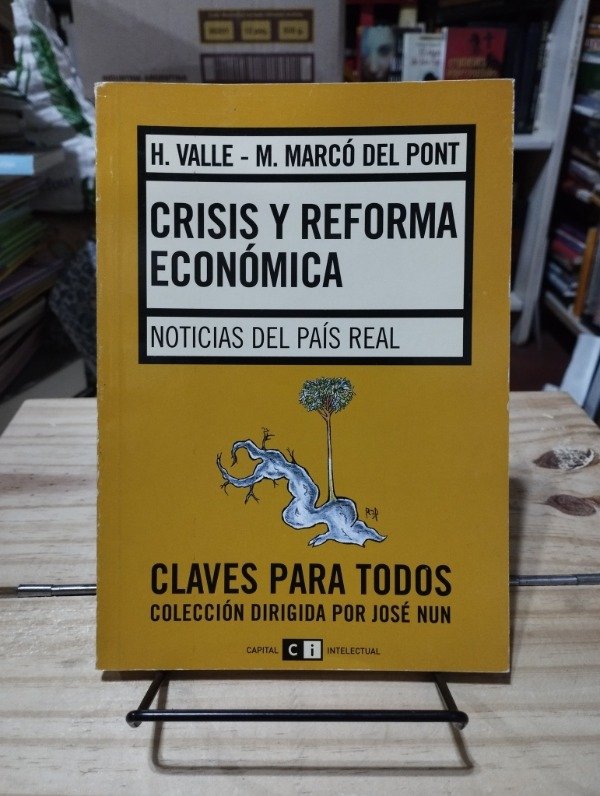 H. VALLE - M. MARCÓ DEL PONT
CRISIS Y REFORMA
ECONÓMICA
NOTICIAS DEL PAÍS REAL
CLAVES PARA TODOS
COLECCIÓN DIRIGIDA POR JOSÉ NUN
CAPITAL Ci INTELECTUAL